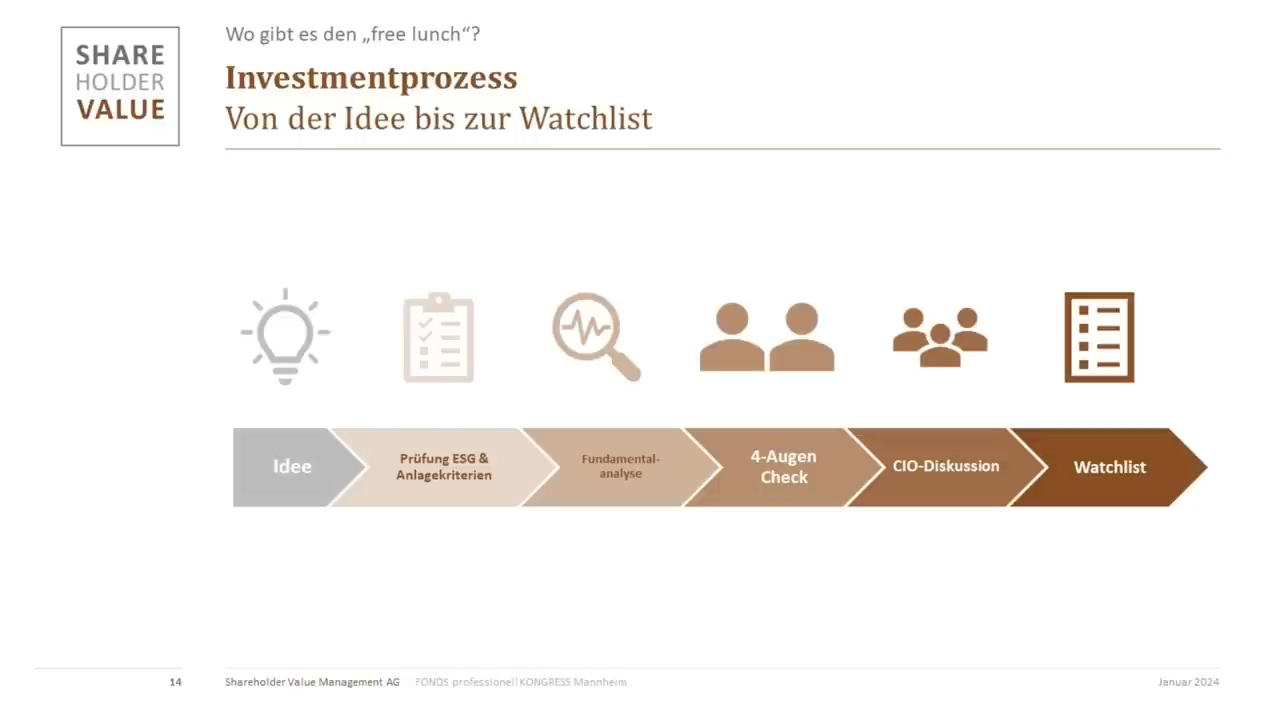 SHARE
HOLDER
VALUE
Wo gibt es den „free lunch“?
Investmentprozess
Von der Idee bis zur Watchlist
Idee
Prüfung ESG &
Anlagekriterien
Fundamental-
analyse
4-Augen
Check
CIO-Diskussion
Watchlist
14
Shareholder Value Management AG
FONDS professionell KONGRESS Mannheim
Januar 2024